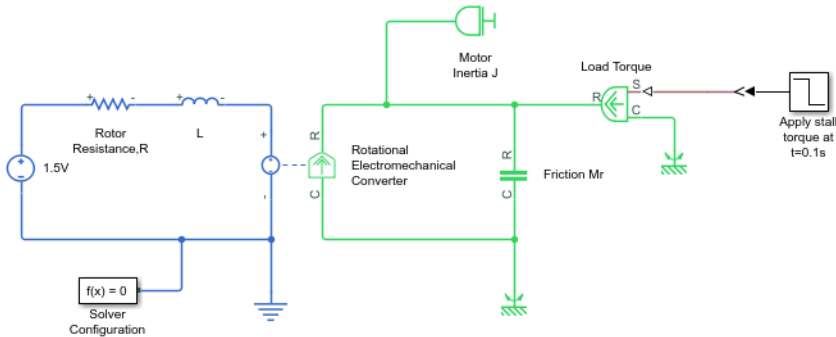 Motor
Inertia J
Load Torque
S
R
C
+
-
+
-
Rotor
Resistance,R
L
Apply stall
torque at
t=0.1s
+
R
Rotational
Electromechanical
Converter
R
+
-
1.5V
Friction Mr
-
C
C
f(x) = 0
Solver
Configuration